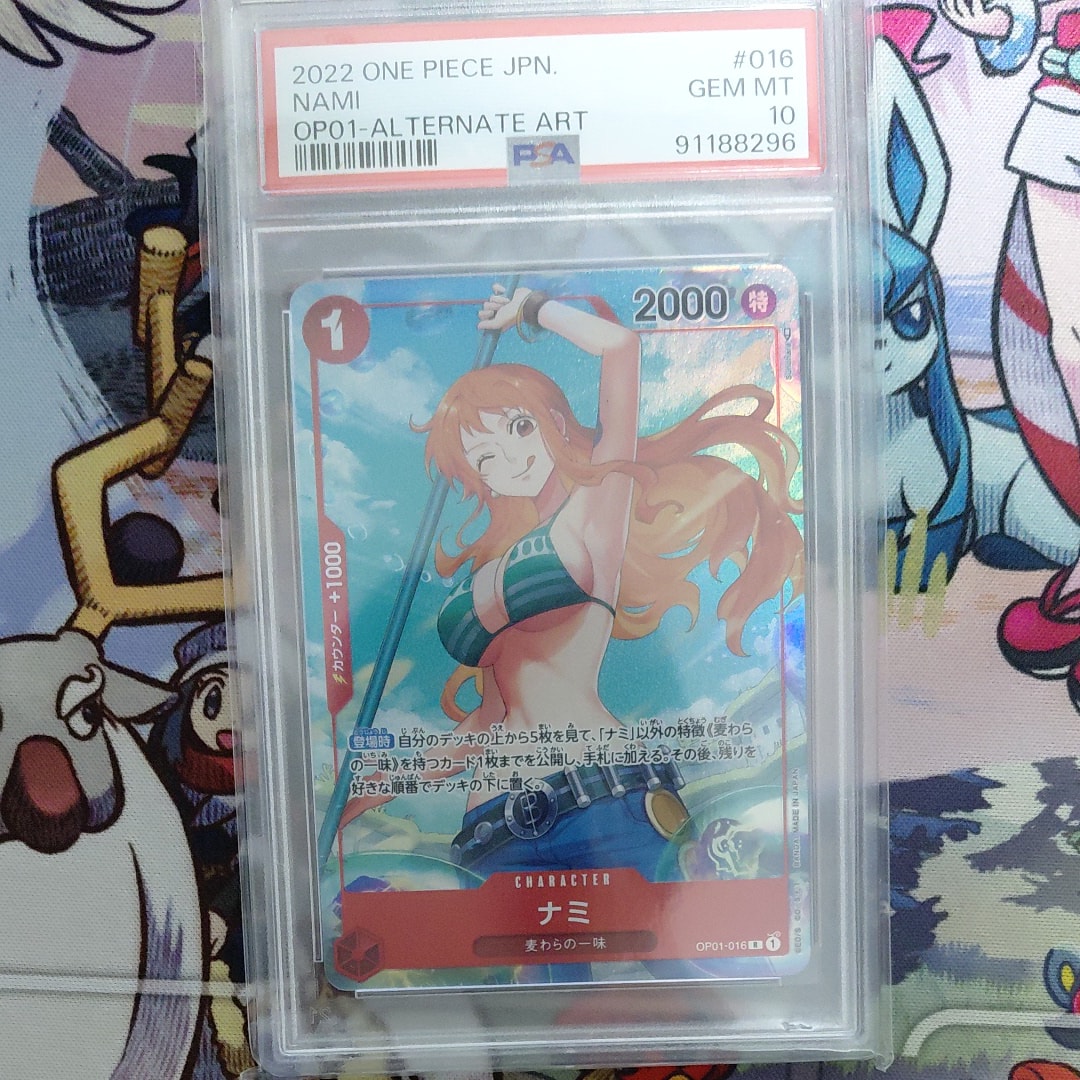 2022 ONE PIECE JPN.
#016
NAMI
GEM MT
OP01-ALTERNATE ART
10
PSA
91188296
1
2000
特
カウンター+1000
登場時 自分のデッキの上から5枚を見て、「ナミ」以外の特徴《麦わら
の一味》を持つカード1枚までを公開し、手札に加える。その後、残りを
好きな順番でデッキの下に置く。
CHARACTER
ナミ
麦わらの一味
OP01-016 R 1
BANDAI MADE IN JAPAN